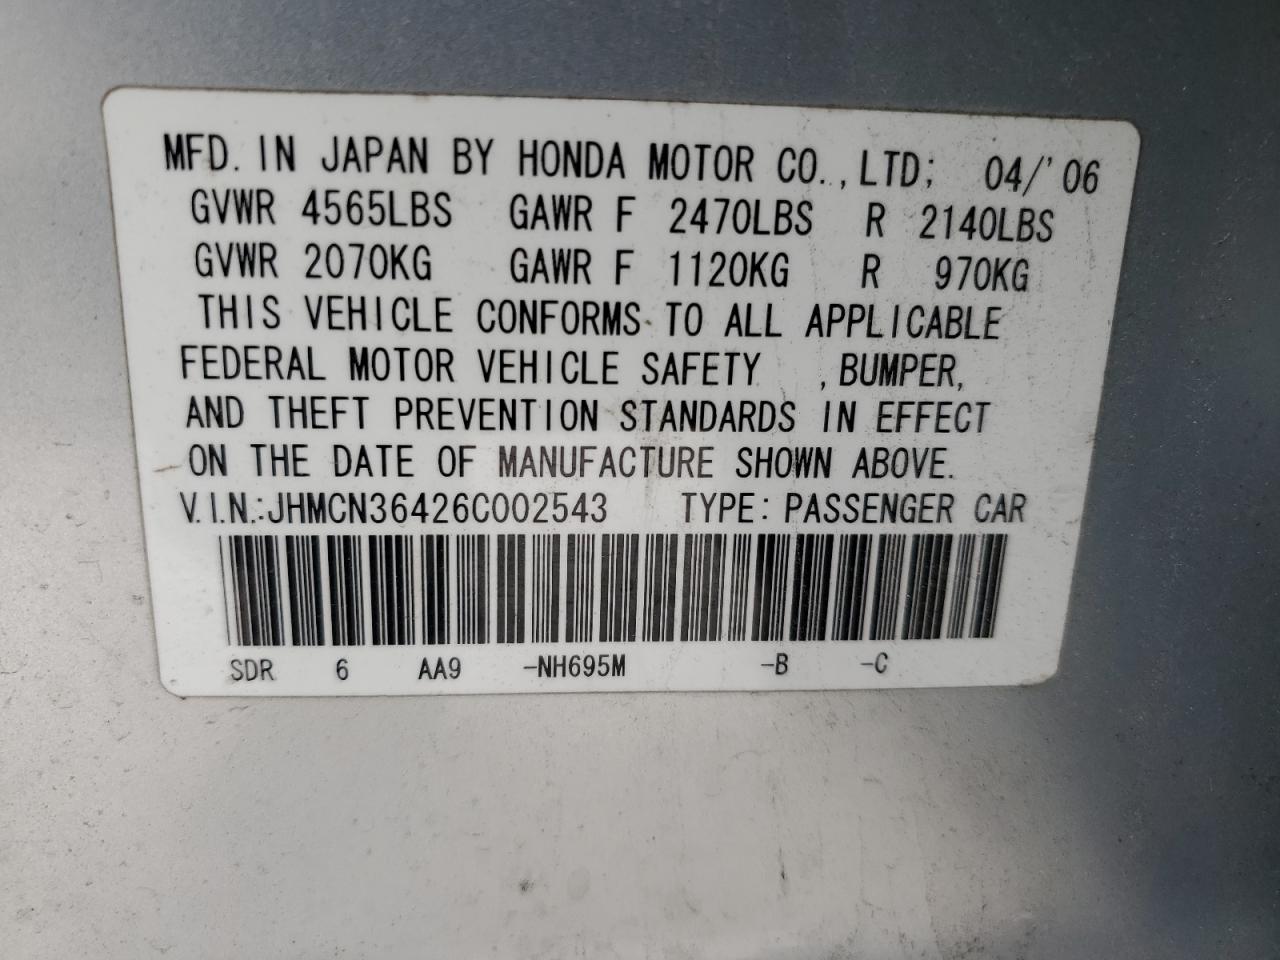 MFD. IN JAPAN BY HONDA MOTOR CO., LTD; 04/'06
GVWR 4565LBS GAWR F 2470LBS R 2140LBS
GVWR 2070KG GAWR F 1120KG R 970KG
THIS VEHICLE CONFORMS TO ALL APPLICABLE
FEDERAL MOTOR VEHICLE SAFETY , BUMPER,
AND THEFT PREVENTION STANDARDS IN EFFECT
ON THE DATE OF MANUFACTURE SHOWN ABOVE.
V.I.N.:JHMCN36426C002543 TYPE: PASSENGER CAR
SDR 6 AA9 -NH695M -B -C